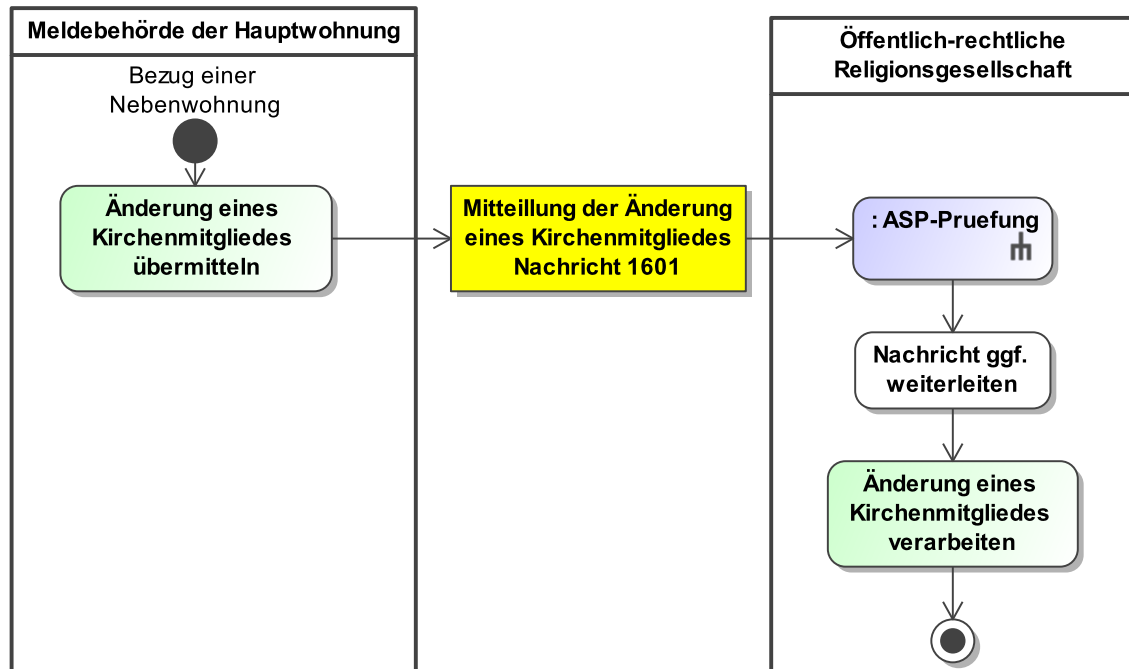 Meldebehörde der Hauptwohnung
Bezug einer
Nebenwohnung
Änderung eines
Kirchenmitgliedes
übermitteln
Mitteillung der Änderung
eines Kirchenmitgliedes
Nachricht 1601
Öffentlich-rechtliche
Religionsgesellschaft
: ASP-Pruefung
Nachricht ggf.
weiterleiten
Änderung eines
Kirchenmitgliedes
verarbeiten